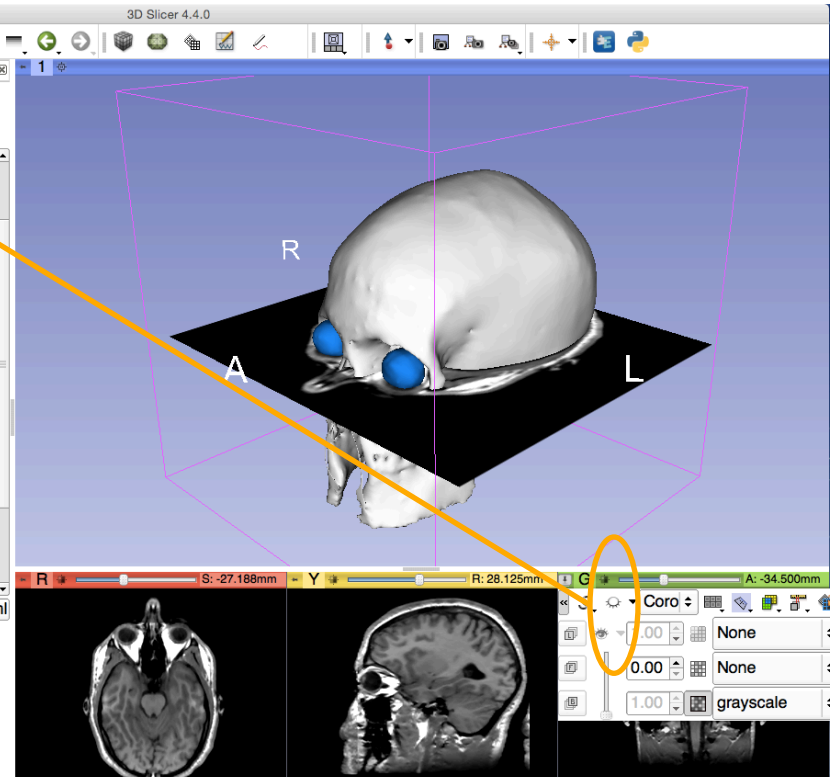 3D Slicer 4.4.0
1
R
A
L
R S: -27.188mm
Y R: 28.125mm
G A: -34.500mm
Coro
1.00 None
0.00 None
1.00 grayscale